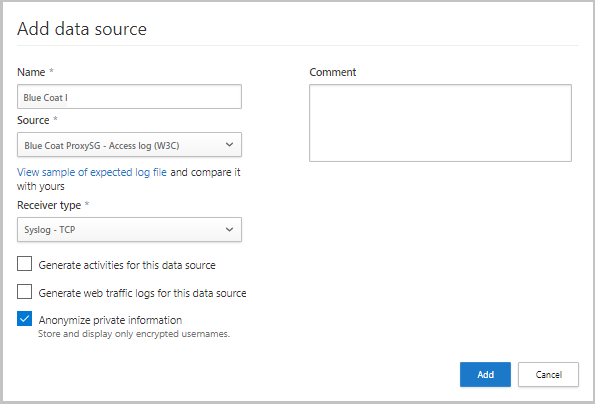 Add data source
Name *
Blue Coat I
Source *
Blue Coat ProxySG - Access log (W3C)
View sample of expected log file and compare it
with yours
Receiver type *
Syslog - TCP
Generate activities for this data source
Generate web traffic logs for this data source
Anonymize private information
Store and display only encrypted usernames.
Comment
Add
Cancel